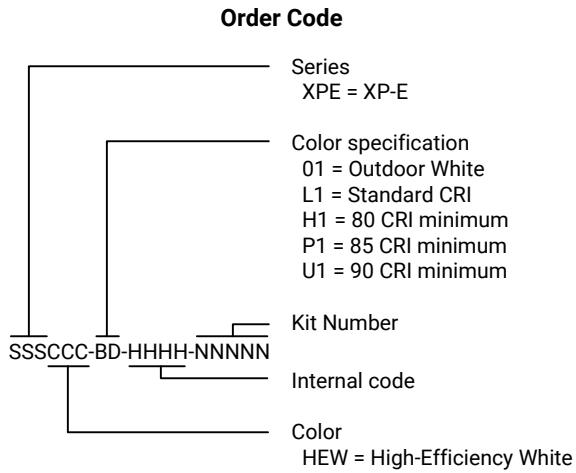 Order Code
Series
XPE = XP-E
Color specification
01 = Outdoor White
L1 = Standard CRI
H1 = 80 CRI minimum
P1 = 85 CRI minimum
U1 = 90 CRI minimum
Kit Number
SSSCCC-BD-HHHH-NNNNN
Internal code
Color
HEW = High-Efficiency White